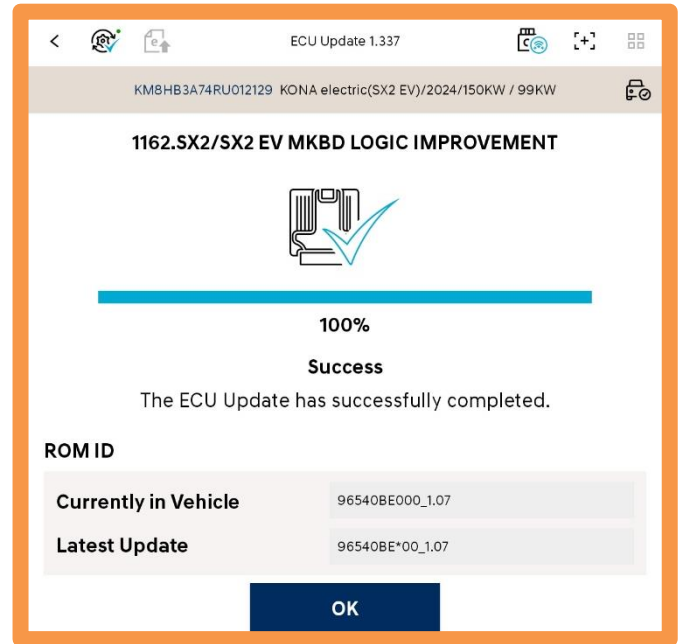 ECU Update 1.337
KM8HB3A74RU012129 KONA electric(SX2 EV)/2024/150KW / 99KW
1162.SX2/SX2 EV MKBD LOGIC IMPROVEMENT
100%
Success
The ECU Update has successfully completed.
ROM ID
Currently in Vehicle 96540BE000_1.07
Latest Update 96540BE*00_1.07
OK